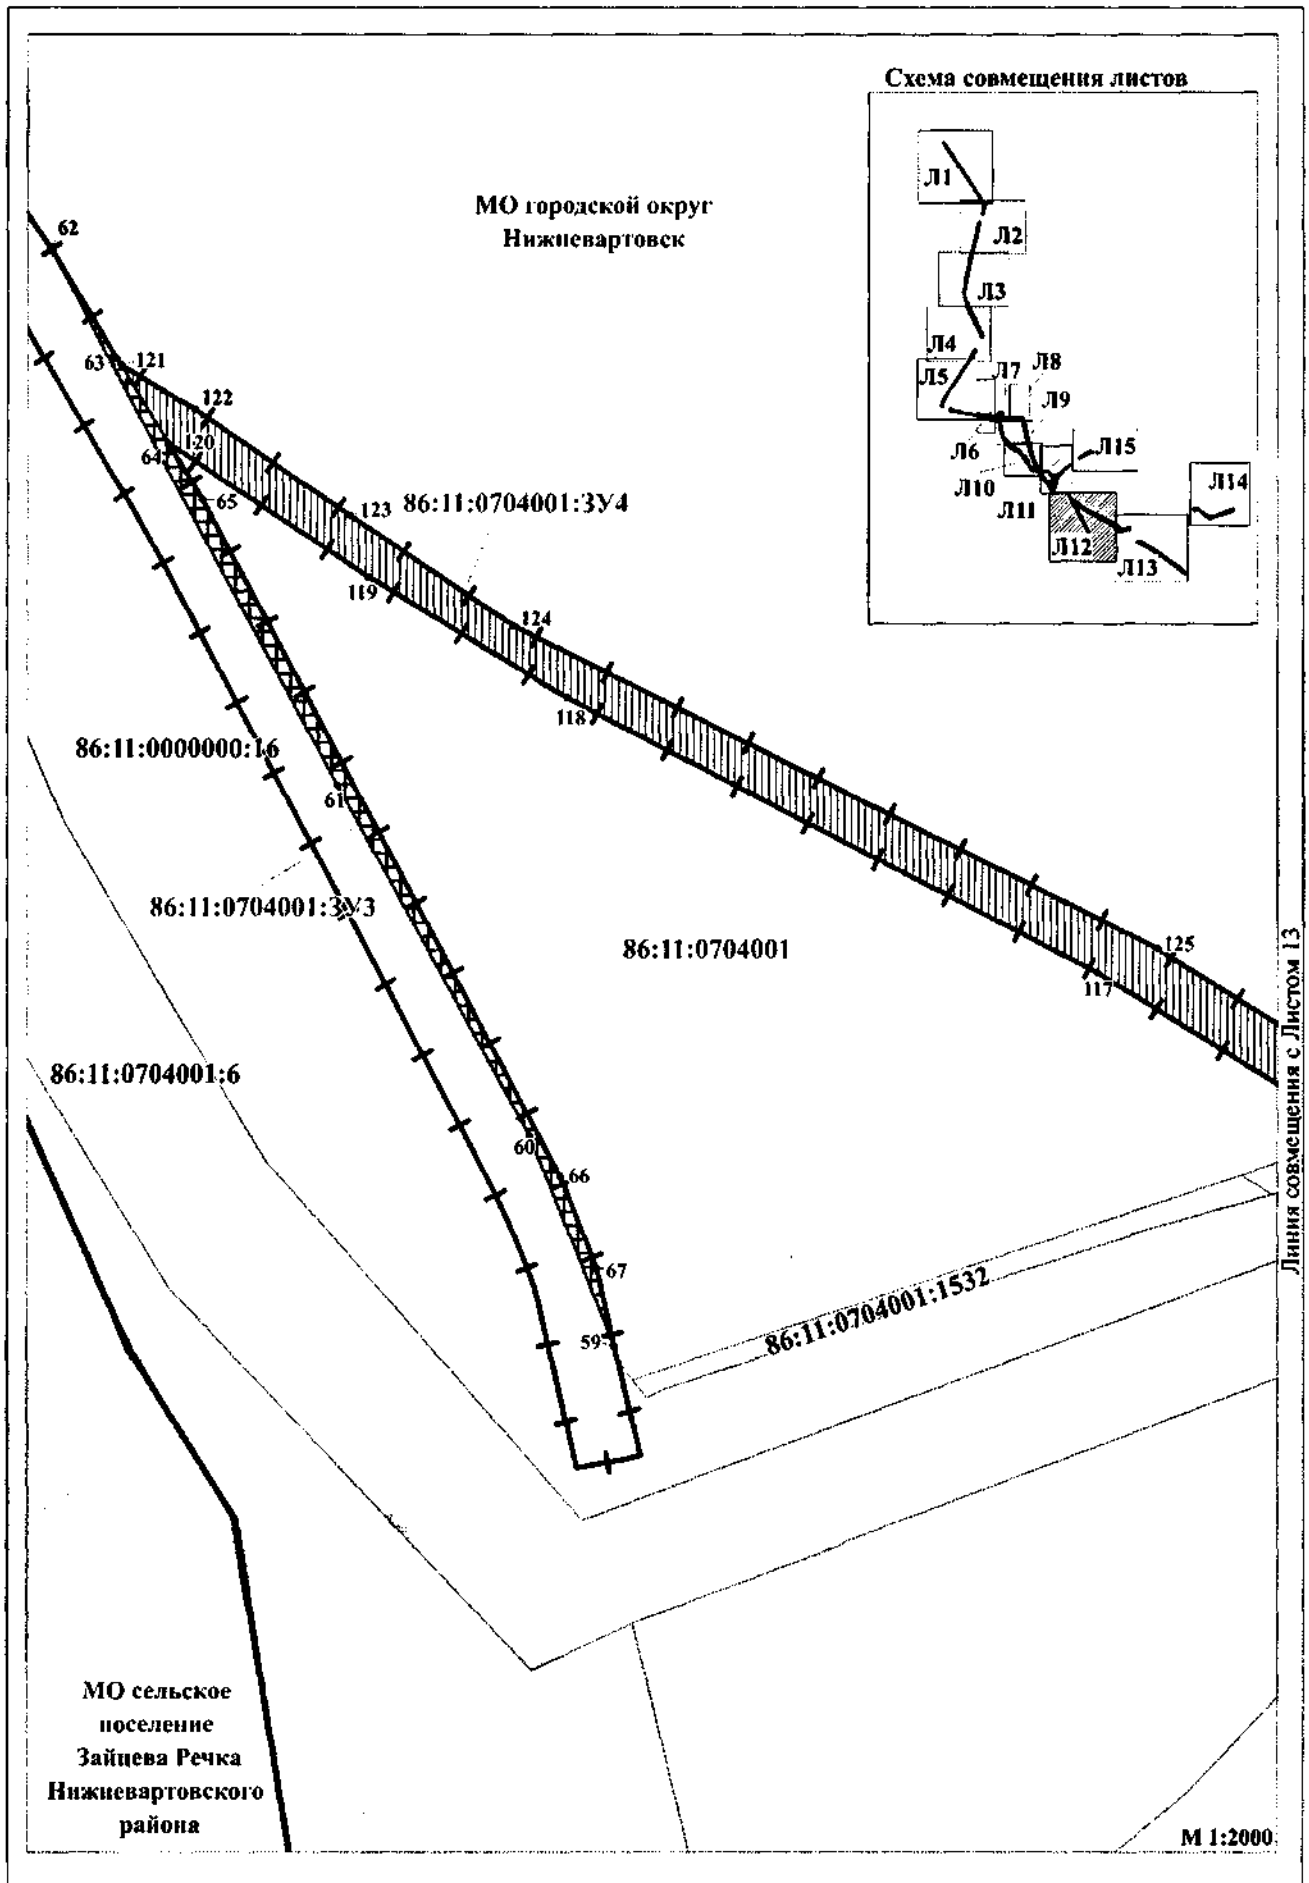 Схема совмещения листов
Л1
Л2
Л3
Л4
Л5
Л7
Л8
Л9
Л6
Л15
Л10
Л14
Л11
Л12
Л13
МО городской округ
Нижневартовск
62
63
121
122
64
120
65
123
86:11:0704001:ЗУ4
119
124
118
86:11:0000000:16
61
86:11:0704001:ЗУ3
86:11:0704001
125
117
Линия совмещения с Листом 13
86:11:0704001:6
60
66
67
59
86:11:0704001:1532
МО сельское
поселение
Зайцева Речка
Нижневартовского
района
М 1:2000